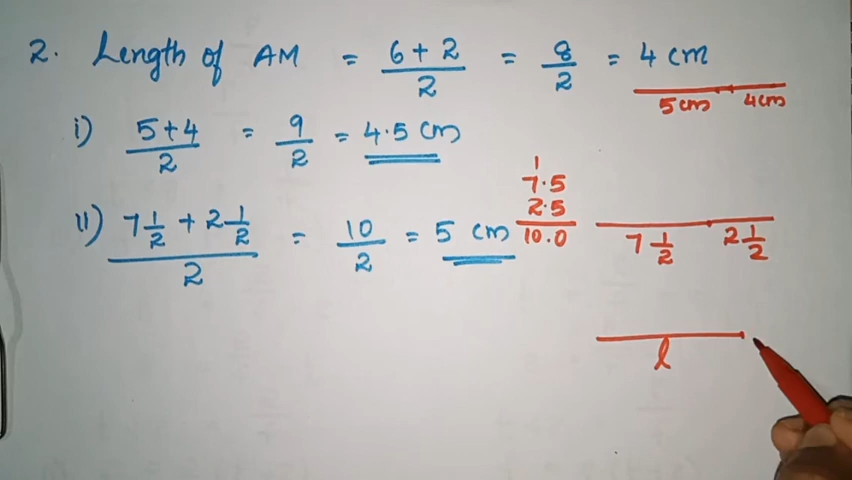 2. Length of AM = 6+2/2 = 8/2 = 4 cm
5cm 4cm
i) 5+4/2 = 9/2 = 4.5 cm
1
7.5
2.5
10.0
ii) 7 1/2 + 2 1/2 / 2 = 10/2 = 5 cm
7 1/2 2 1/2
l